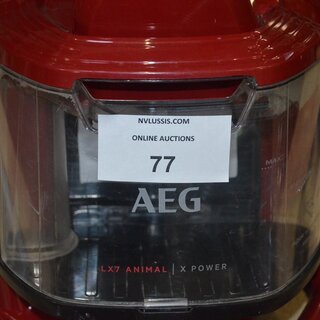 NVLUSSIS.COM
ONLINE AUCTIONS
77
AEG
LX7 ANIMAL | X POWER